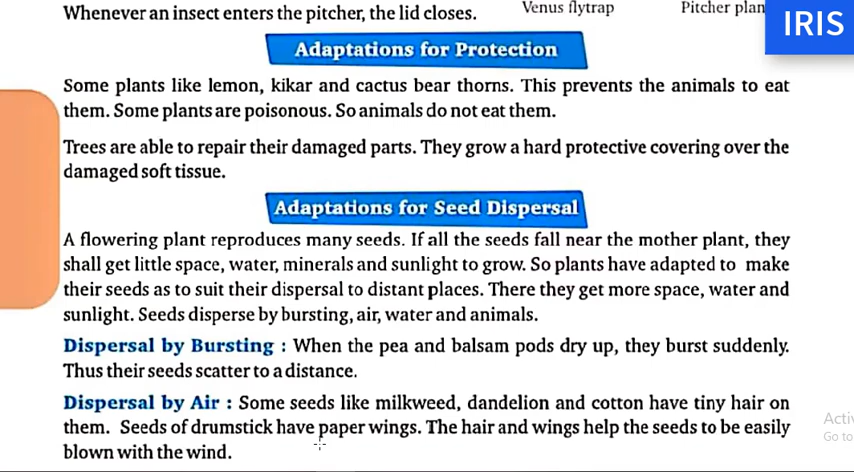 Whenever an insect enters the pitcher, the lid closes.
Venus flytrap
Pitcher plan
IRIS
Adaptations for Protection
Some plants like lemon, kikar and cactus bear thorns. This prevents the animals to eat
them. Some plants are poisonous. So animals do not eat them.
Trees are able to repair their damaged parts. They grow a hard protective covering over the
damaged soft tissue.
Adaptations for Seed Dispersal
A flowering plant reproduces many seeds. If all the seeds fall near the mother plant, they
shall get little space, water, minerals and sunlight to grow. So plants have adapted to make
their seeds as to suit their dispersal to distant places. There they get more space, water and
sunlight. Seeds disperse by bursting, air, water and animals.
Dispersal by Bursting : When the pea and balsam pods dry up, they burst suddenly.
Thus their seeds scatter to a distance.
Dispersal by Air : Some seeds like milkweed, dandelion and cotton have tiny hair on
them. Seeds of drumstick have paper wings. The hair and wings help the seeds to be easily
blown with the wind.
Activ
Go to